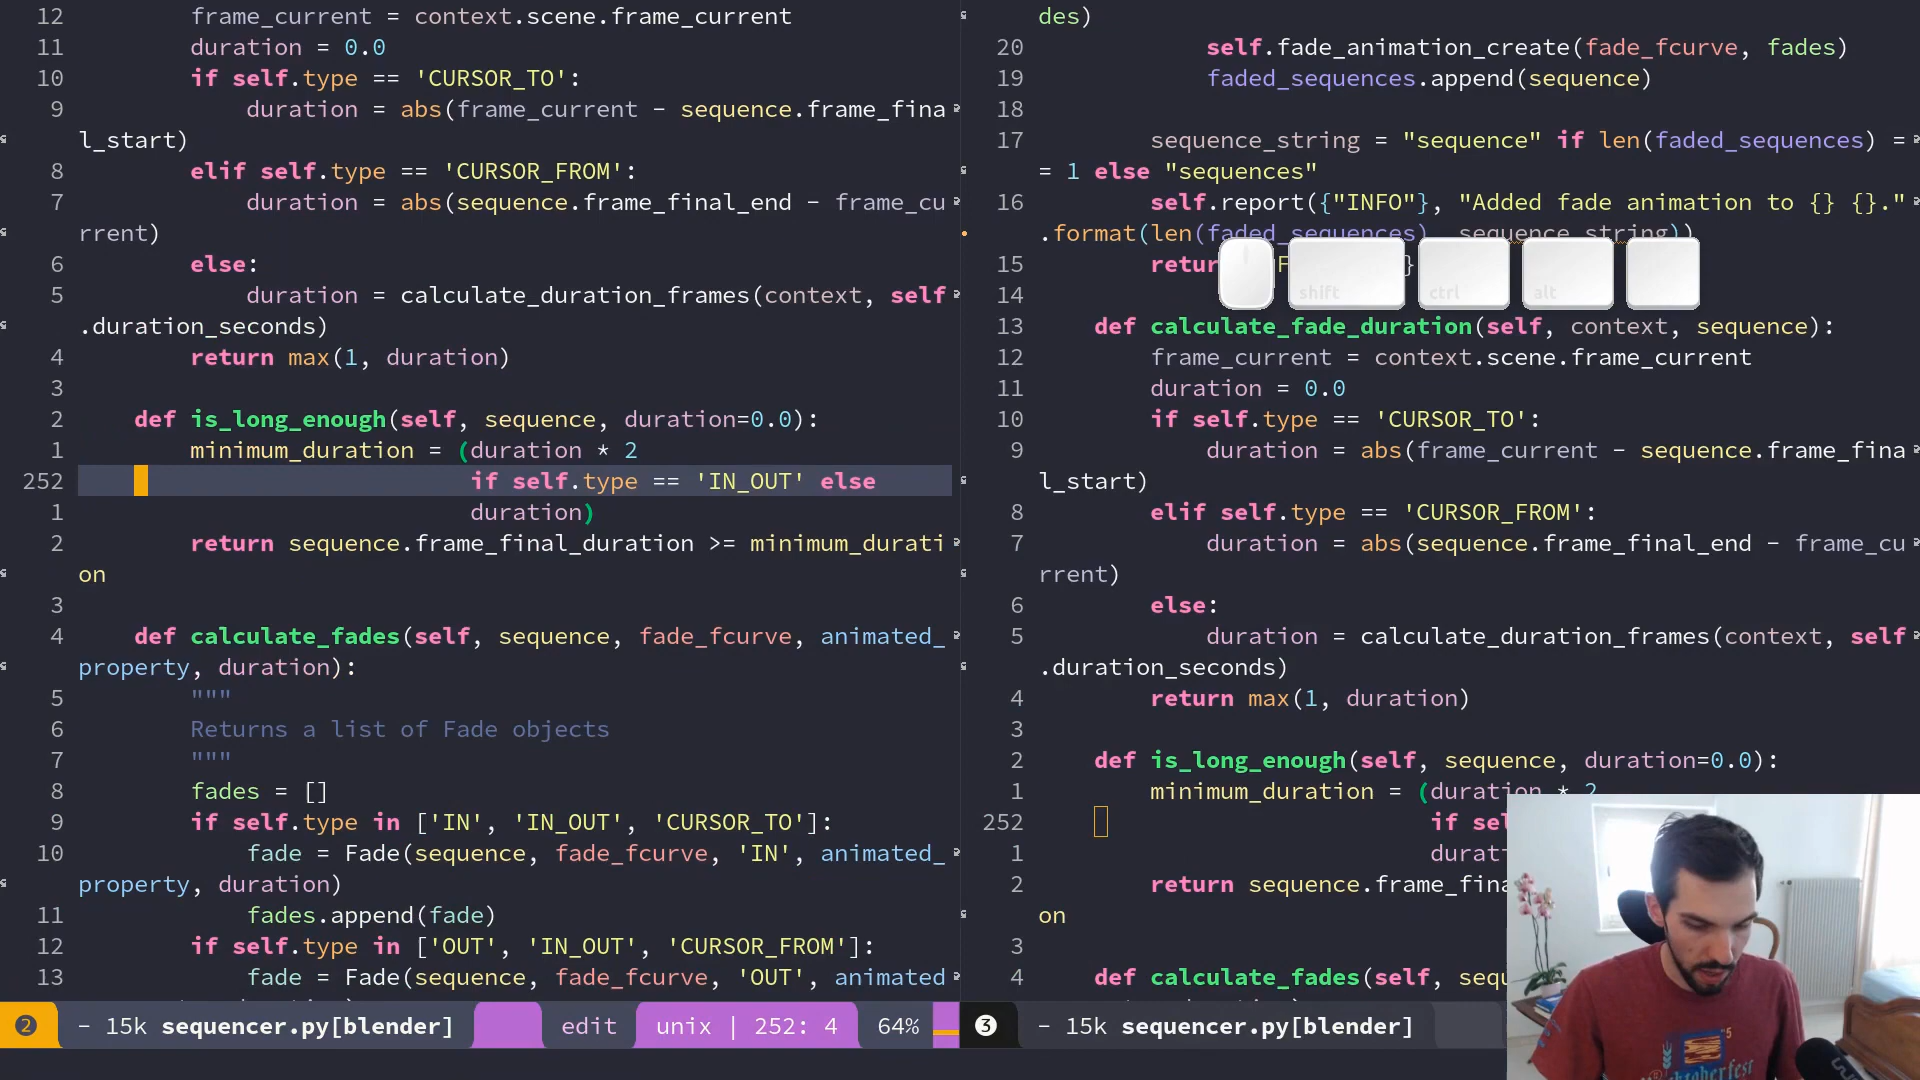 12 frame_current = context.scene.frame_current
11 duration = 0.0
10 if self.type == 'CURSOR_TO':
9 duration = abs(frame_current - sequence.frame_fina
l_start)
8 elif self.type == 'CURSOR_FROM':
7 duration = abs(sequence.frame_final_end - frame_cu
rrent)
6 else:
5 duration = calculate_duration_frames(context, self
.duration_seconds)
4 return max(1, duration)
3
2 def is_long_enough(self, sequence, duration=0.0):
1 minimum_duration = (duration * 2
252 if self.type == 'IN_OUT' else
1 duration)
2 return sequence.frame_final_duration >= minimum_durati
on
3
4 def calculate_fades(self, sequence, fade_fcurve, animated_
property, duration):
5 """
6 Returns a list of Fade objects
7 """
8 fades = []
9 if self.type in ['IN', 'IN_OUT', 'CURSOR_TO']:
10 fade = Fade(sequence, fade_fcurve, 'IN', animated_
property, duration)
11 fades.append(fade)
12 if self.type in ['OUT', 'IN_OUT', 'CURSOR_FROM']:
13 fade = Fade(sequence, fade_fcurve, 'OUT', animated
2 - 15k sequencer.py[blender] edit unix | 252: 4 64%
des)
20 self.fade_animation_create(fade_fcurve, fades)
19 faded_sequences.append(sequence)
18
17 sequence_string = "sequence" if len(faded_sequences) =
= 1 else "sequences"
16 self.report({"INFO"}, "Added fade animation to {} {}."
.format(len(faded_sequences), sequence_string))
15
shift ctrl alt
14
13 def calculate_fade_duration(self, context, sequence):
12 frame_current = context.scene.frame_current
11 duration = 0.0
10 if self.type == 'CURSOR_TO':
9 duration = abs(frame_current - sequence.frame_fina
l_start)
8 elif self.type == 'CURSOR_FROM':
7 duration = abs(sequence.frame_final_end - frame_cu
rrent)
6 else:
5 duration = calculate_duration_frames(context, self
.duration_seconds)
4 return max(1, duration)
3
2 def is_long_enough(self, sequence, duration=0.0):
1 minimum_duration = (duration * 2
252 if
1
2 return
on
3
4 def calculate_fades(self,
3 - 15k sequencer.py[blender]